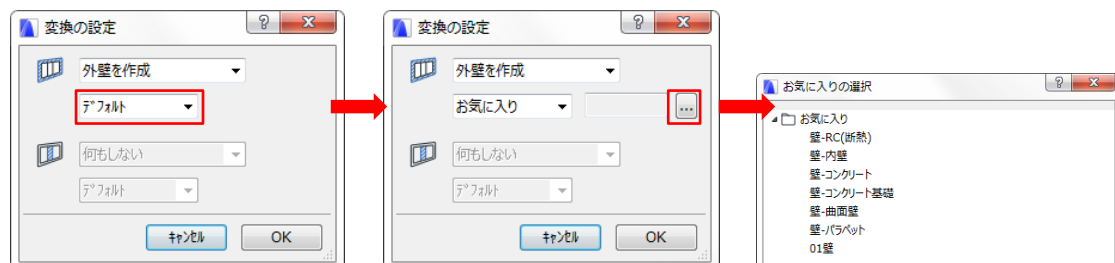 変換の設定
外壁を作成
ﾃﾞﾌｫﾙﾄ
何もしない
ﾃﾞﾌｫﾙﾄ
ｷｬﾝｾﾙ OK
変換の設定
外壁を作成
お気に入り ...
何もしない
ﾃﾞﾌｫﾙﾄ
ｷｬﾝｾﾙ OK
お気に入りの選択
お気に入り
壁-RC(断熱)
壁-内壁
壁-コンクリート
壁-コンクリート基礎
壁-曲面壁
壁-パラペット
01壁